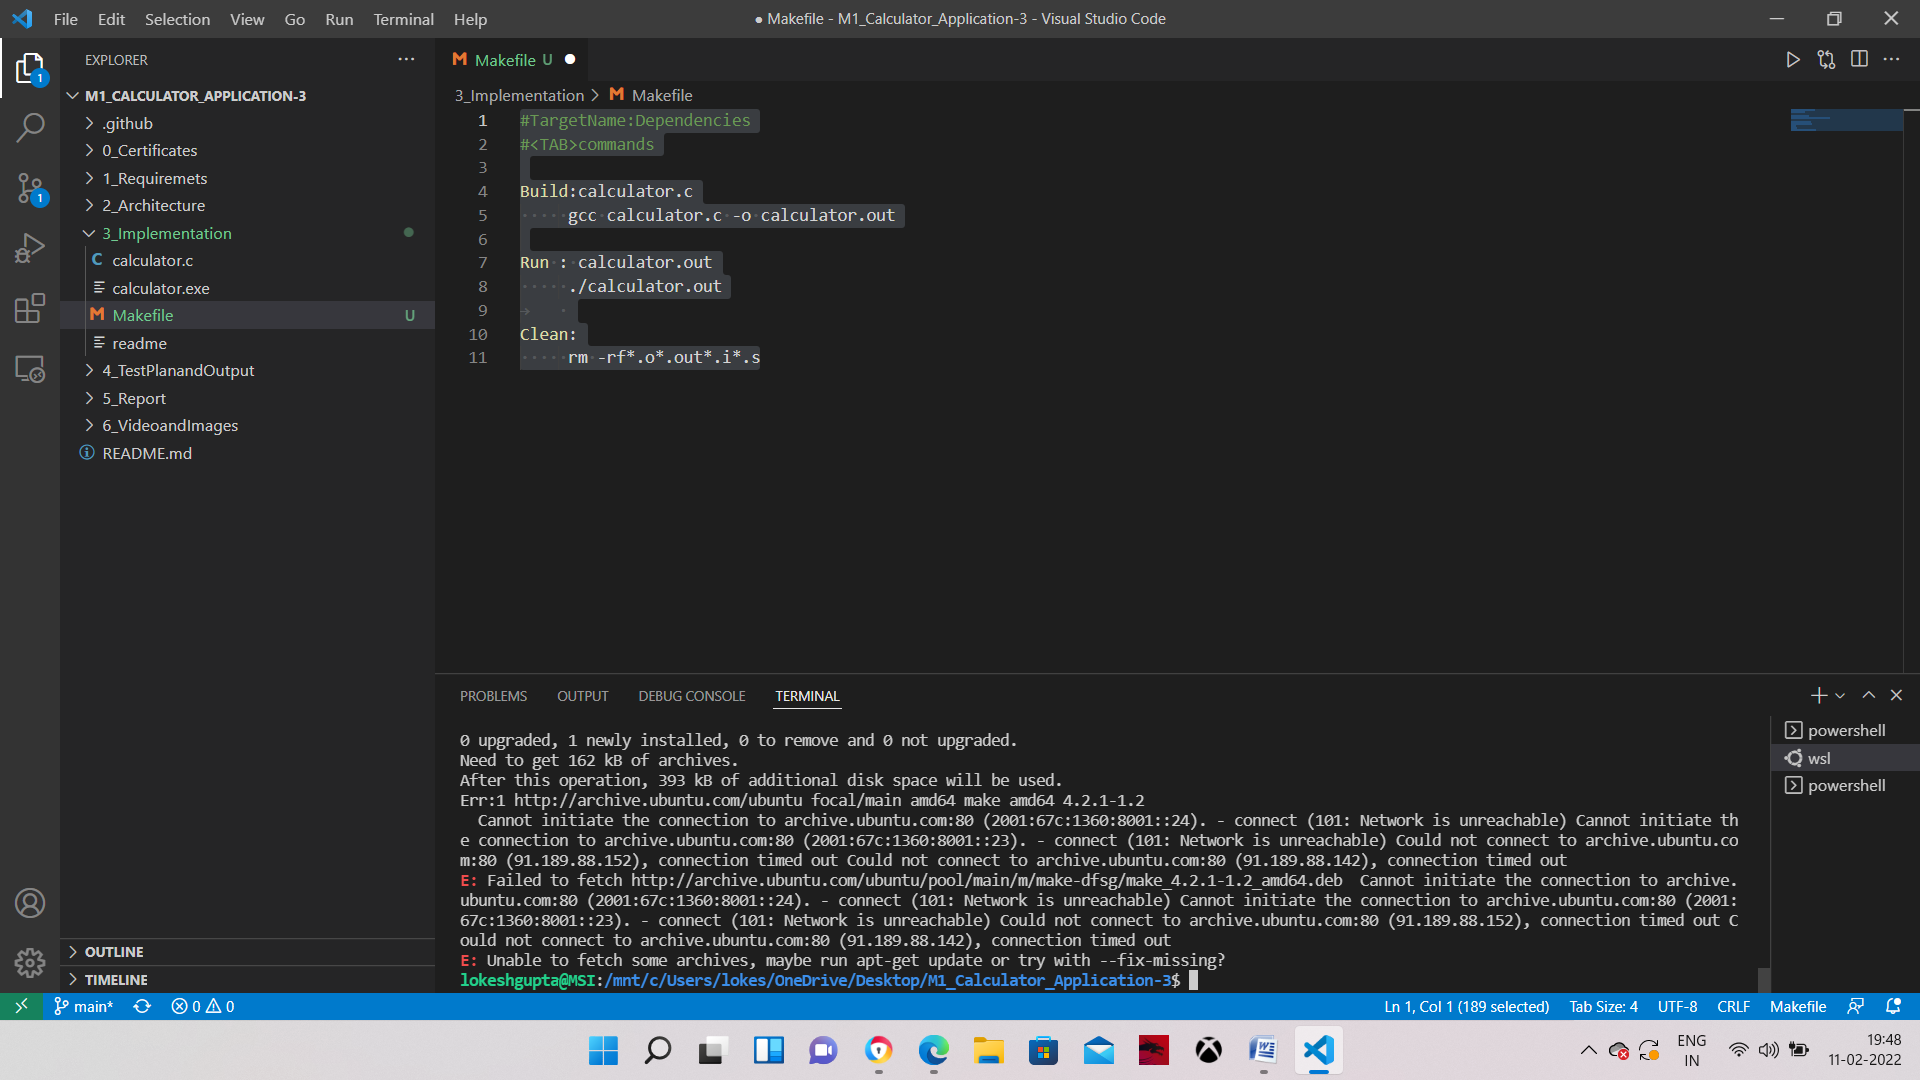 File Edit Selection View Go Run Terminal Help
● Makefile - M1_Calculator_Application-3 - Visual Studio Code
EXPLORER
M1_CALCULATOR_APPLICATION-3
.github
0_Certificates
1_Requiremets
2_Architecture
3_Implementation
calculator.c
calculator.exe
Makefile U
readme
4_TestPlanandOutput
5_Report
6_VideoandImages
README.md
OUTLINE
TIMELINE
Makefile U
3_Implementation > Makefile
1 #TargetName:Dependencies
2 #<TAB>commands
3
4 Build:calculator.c
5 gcc calculator.c -o calculator.out
6
7 Run : calculator.out
8 ./calculator.out
9
10 Clean:
11 rm -rf*.o*.out*.i*.s
PROBLEMS OUTPUT DEBUG CONSOLE TERMINAL
0 upgraded, 1 newly installed, 0 to remove and 0 not upgraded.
Need to get 162 kB of archives.
After this operation, 393 kB of additional disk space will be used.
Err:1 http://archive.ubuntu.com/ubuntu focal/main amd64 make amd64 4.2.1-1.2
Cannot initiate the connection to archive.ubuntu.com:80 (2001:67c:1360:8001::24). - connect (101: Network is unreachable) Cannot initiate th
e connection to archive.ubuntu.com:80 (2001:67c:1360:8001::23). - connect (101: Network is unreachable) Could not connect to archive.ubuntu.co
m:80 (91.189.88.152), connection timed out Could not connect to archive.ubuntu.com:80 (91.189.88.142), connection timed out
E: Failed to fetch http://archive.ubuntu.com/ubuntu/pool/main/m/make-dfsg/make_4.2.1-1.2_amd64.deb Cannot initiate the connection to archive.
ubuntu.com:80 (2001:67c:1360:8001::24). - connect (101: Network is unreachable) Cannot initiate the connection to archive.ubuntu.com:80 (2001:
67c:1360:8001::23). - connect (101: Network is unreachable) Could not connect to archive.ubuntu.com:80 (91.189.88.152), connection timed out C
ould not connect to archive.ubuntu.com:80 (91.189.88.142), connection timed out
E: Unable to fetch some archives, maybe run apt-get update or try with --fix-missing?
lokeshgupta@MSI:/mnt/c/Users/lokes/OneDrive/Desktop/M1_Calculator_Application-3$
powershell
wsl
powershell
main* 0 0
Ln 1, Col 1 (189 selected) Tab Size: 4 UTF-8 CRLF Makefile
ENG
IN
19:48
11-02-2022